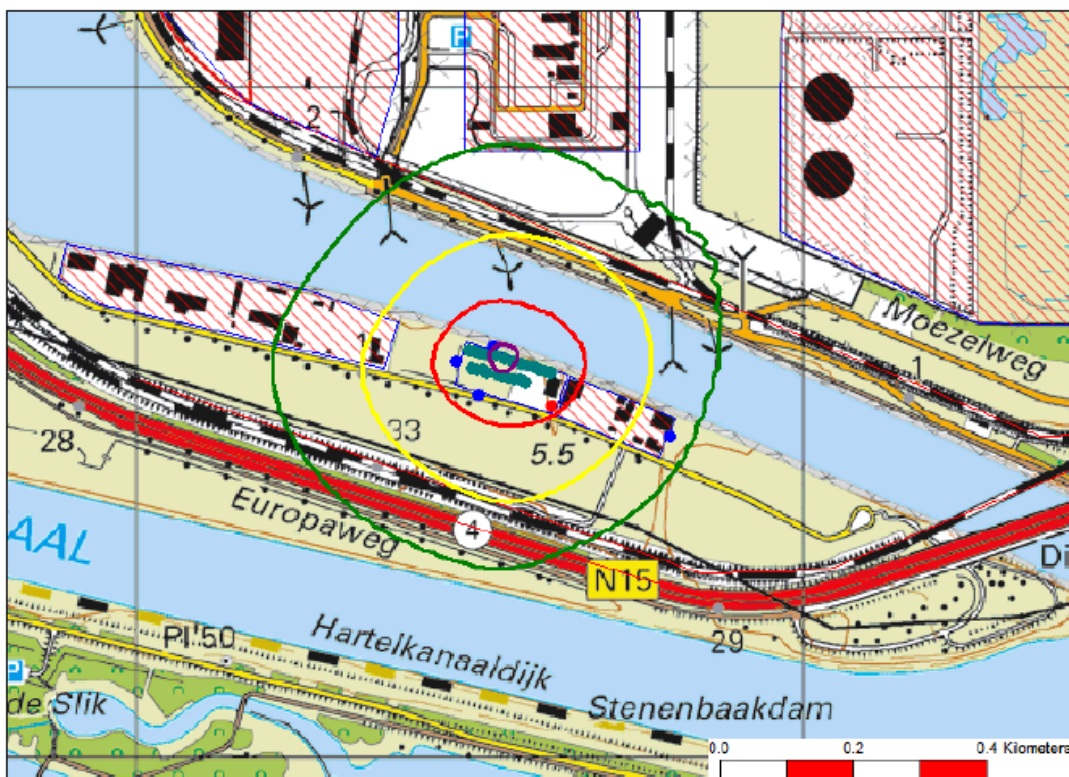 P
2
Moezelweg
1
1
33
28
5.5
Europaweg
4
AAL
N15
Di
29
Pl 50
Hartelkanaaldijk
P
de Slik
Stenenbaakdam
0.0 0.2 0.4 Kilometers